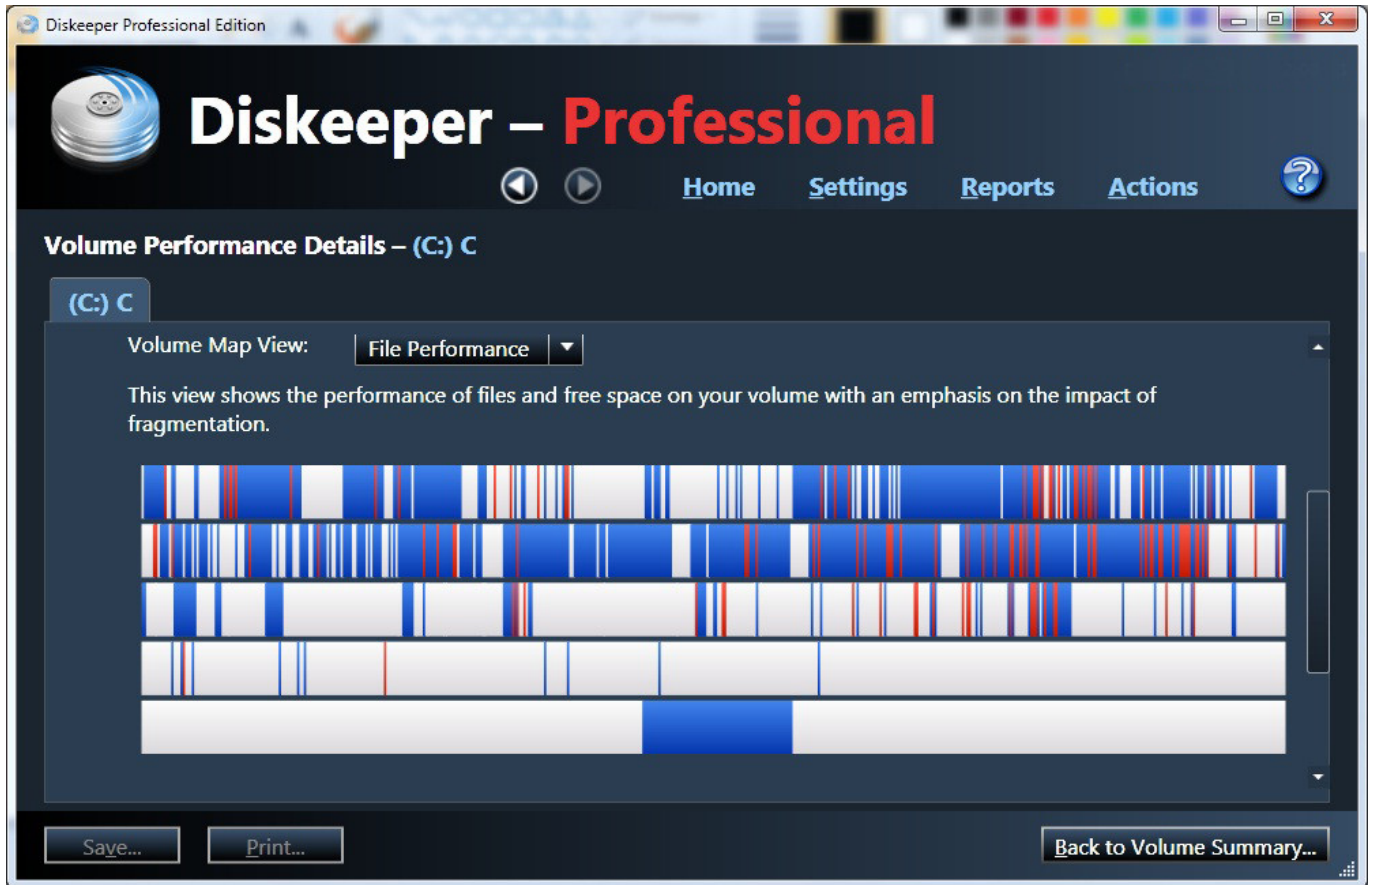 Diskeeper Professional Edition
Diskeeper – Professional
Home Settings Reports Actions
Volume Performance Details – (C:) C
(C:) C
Volume Map View: File Performance
This view shows the performance of files and free space on your volume with an emphasis on the impact of
fragmentation.
Save... Print... Back to Volume Summary...